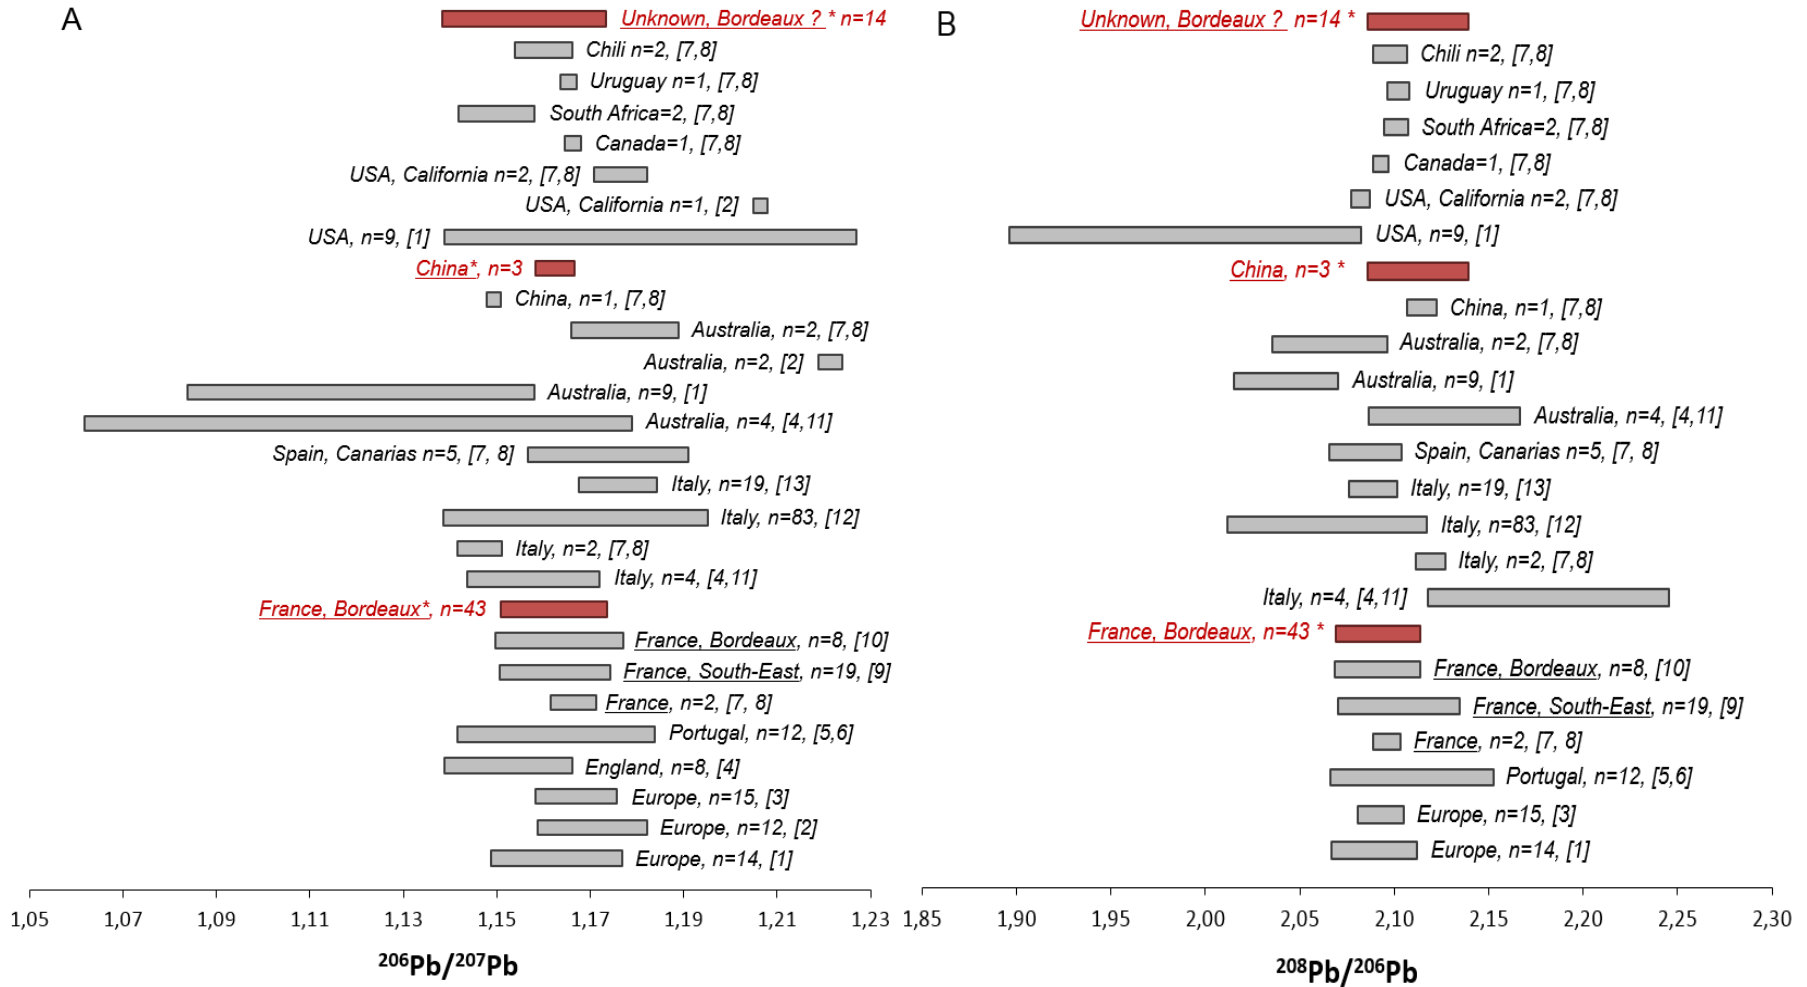 A
Unknown, Bordeaux ? * n=14
Chili n=2, [7,8]
Uruguay n=1, [7,8]
South Africa=2, [7,8]
Canada=1, [7,8]
USA, California n=2, [7,8]
USA, California n=1, [2]
USA, n=9, [1]
China*, n=3
China, n=1, [7,8]
Australia, n=2, [7,8]
Australia, n=2, [2]
Australia, n=9, [1]
Australia, n=4, [4,11]
Spain, Canarias n=5, [7, 8]
Italy, n=19, [13]
Italy, n=83, [12]
Italy, n=2, [7,8]
Italy, n=4, [4,11]
France, Bordeaux*, n=43
France, Bordeaux, n=8, [10]
France, South-East, n=19, [9]
France, n=2, [7, 8]
Portugal, n=12, [5,6]
England, n=8, [4]
Europe, n=15, [3]
Europe, n=12, [2]
Europe, n=14, [1]
1,05 1,07 1,09 1,11 1,13 1,15 1,17 1,19 1,21 1,23
²⁰⁶Pb/²⁰⁷Pb
B
Unknown, Bordeaux ? n=14 *
Chili n=2, [7,8]
Uruguay n=1, [7,8]
South Africa=2, [7,8]
Canada=1, [7,8]
USA, California n=2, [7,8]
USA, n=9, [1]
China, n=3 *
China, n=1, [7,8]
Australia, n=2, [7,8]
Australia, n=9, [1]
Australia, n=4, [4,11]
Spain, Canarias n=5, [7, 8]
Italy, n=19, [13]
Italy, n=83, [12]
Italy, n=2, [7,8]
Italy, n=4, [4,11]
France, Bordeaux, n=43 *
France, Bordeaux, n=8, [10]
France, South-East, n=19, [9]
France, n=2, [7, 8]
Portugal, n=12, [5,6]
Europe, n=15, [3]
Europe, n=14, [1]
1,85 1,90 1,95 2,00 2,05 2,10 2,15 2,20 2,25 2,30
²⁰⁸Pb/²⁰⁶Pb